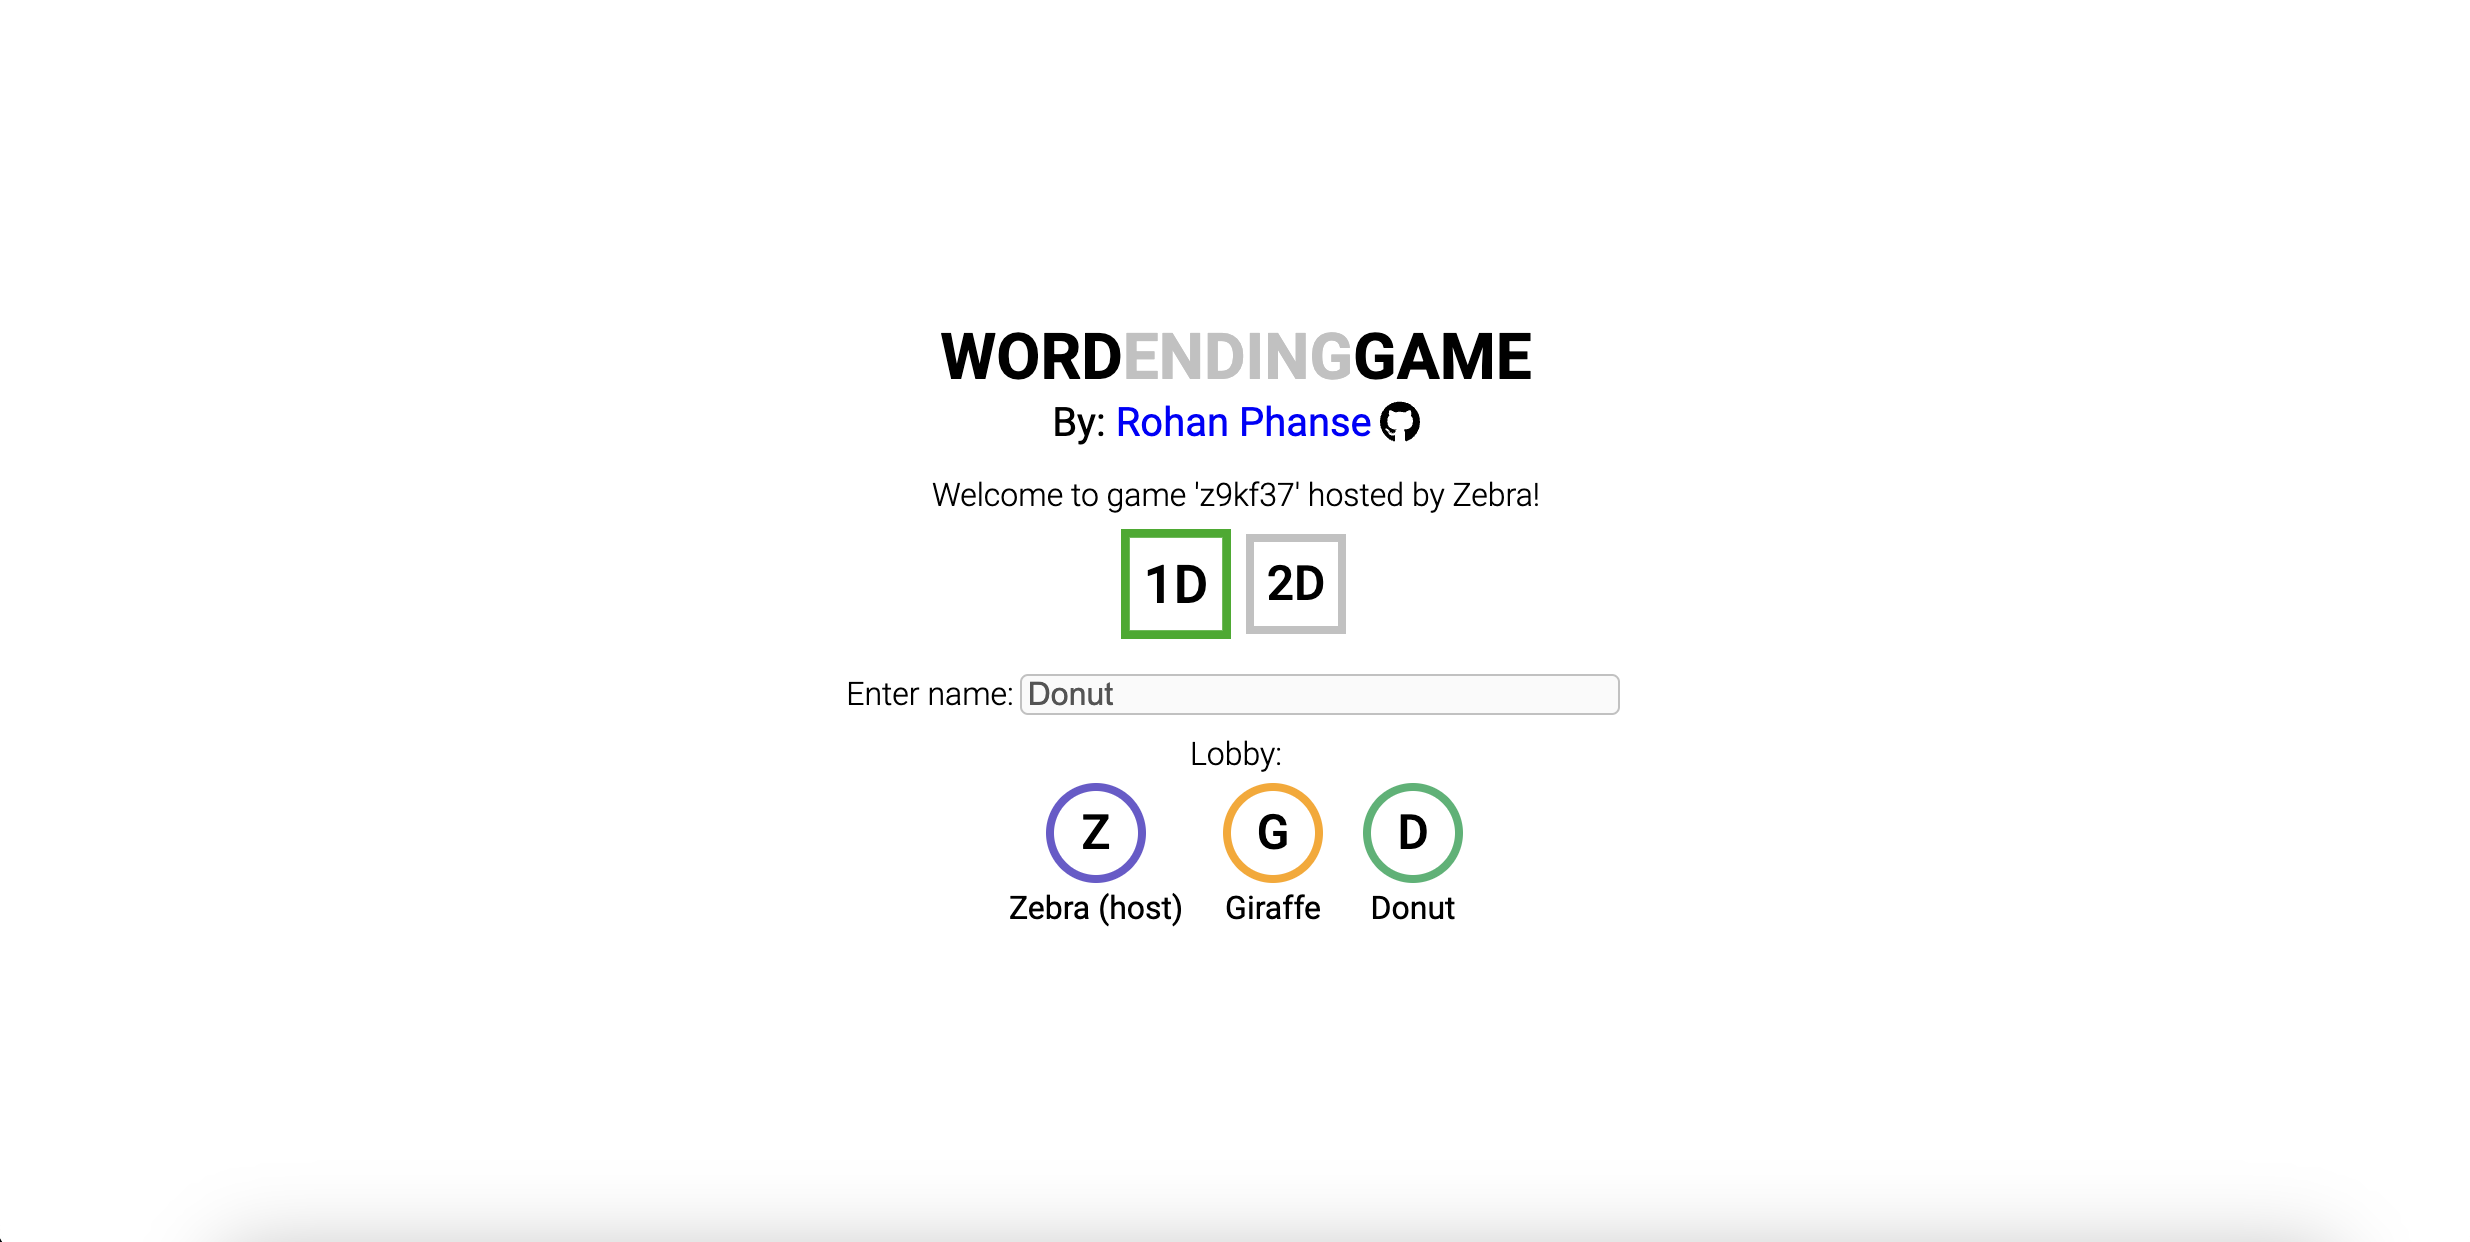 WORDENDINGGAME
By: Rohan Phanse
Welcome to game 'z9kf37' hosted by Zebra!
1D 2D
Enter name: Donut
Lobby:
Z G D
Zebra (host) Giraffe Donut